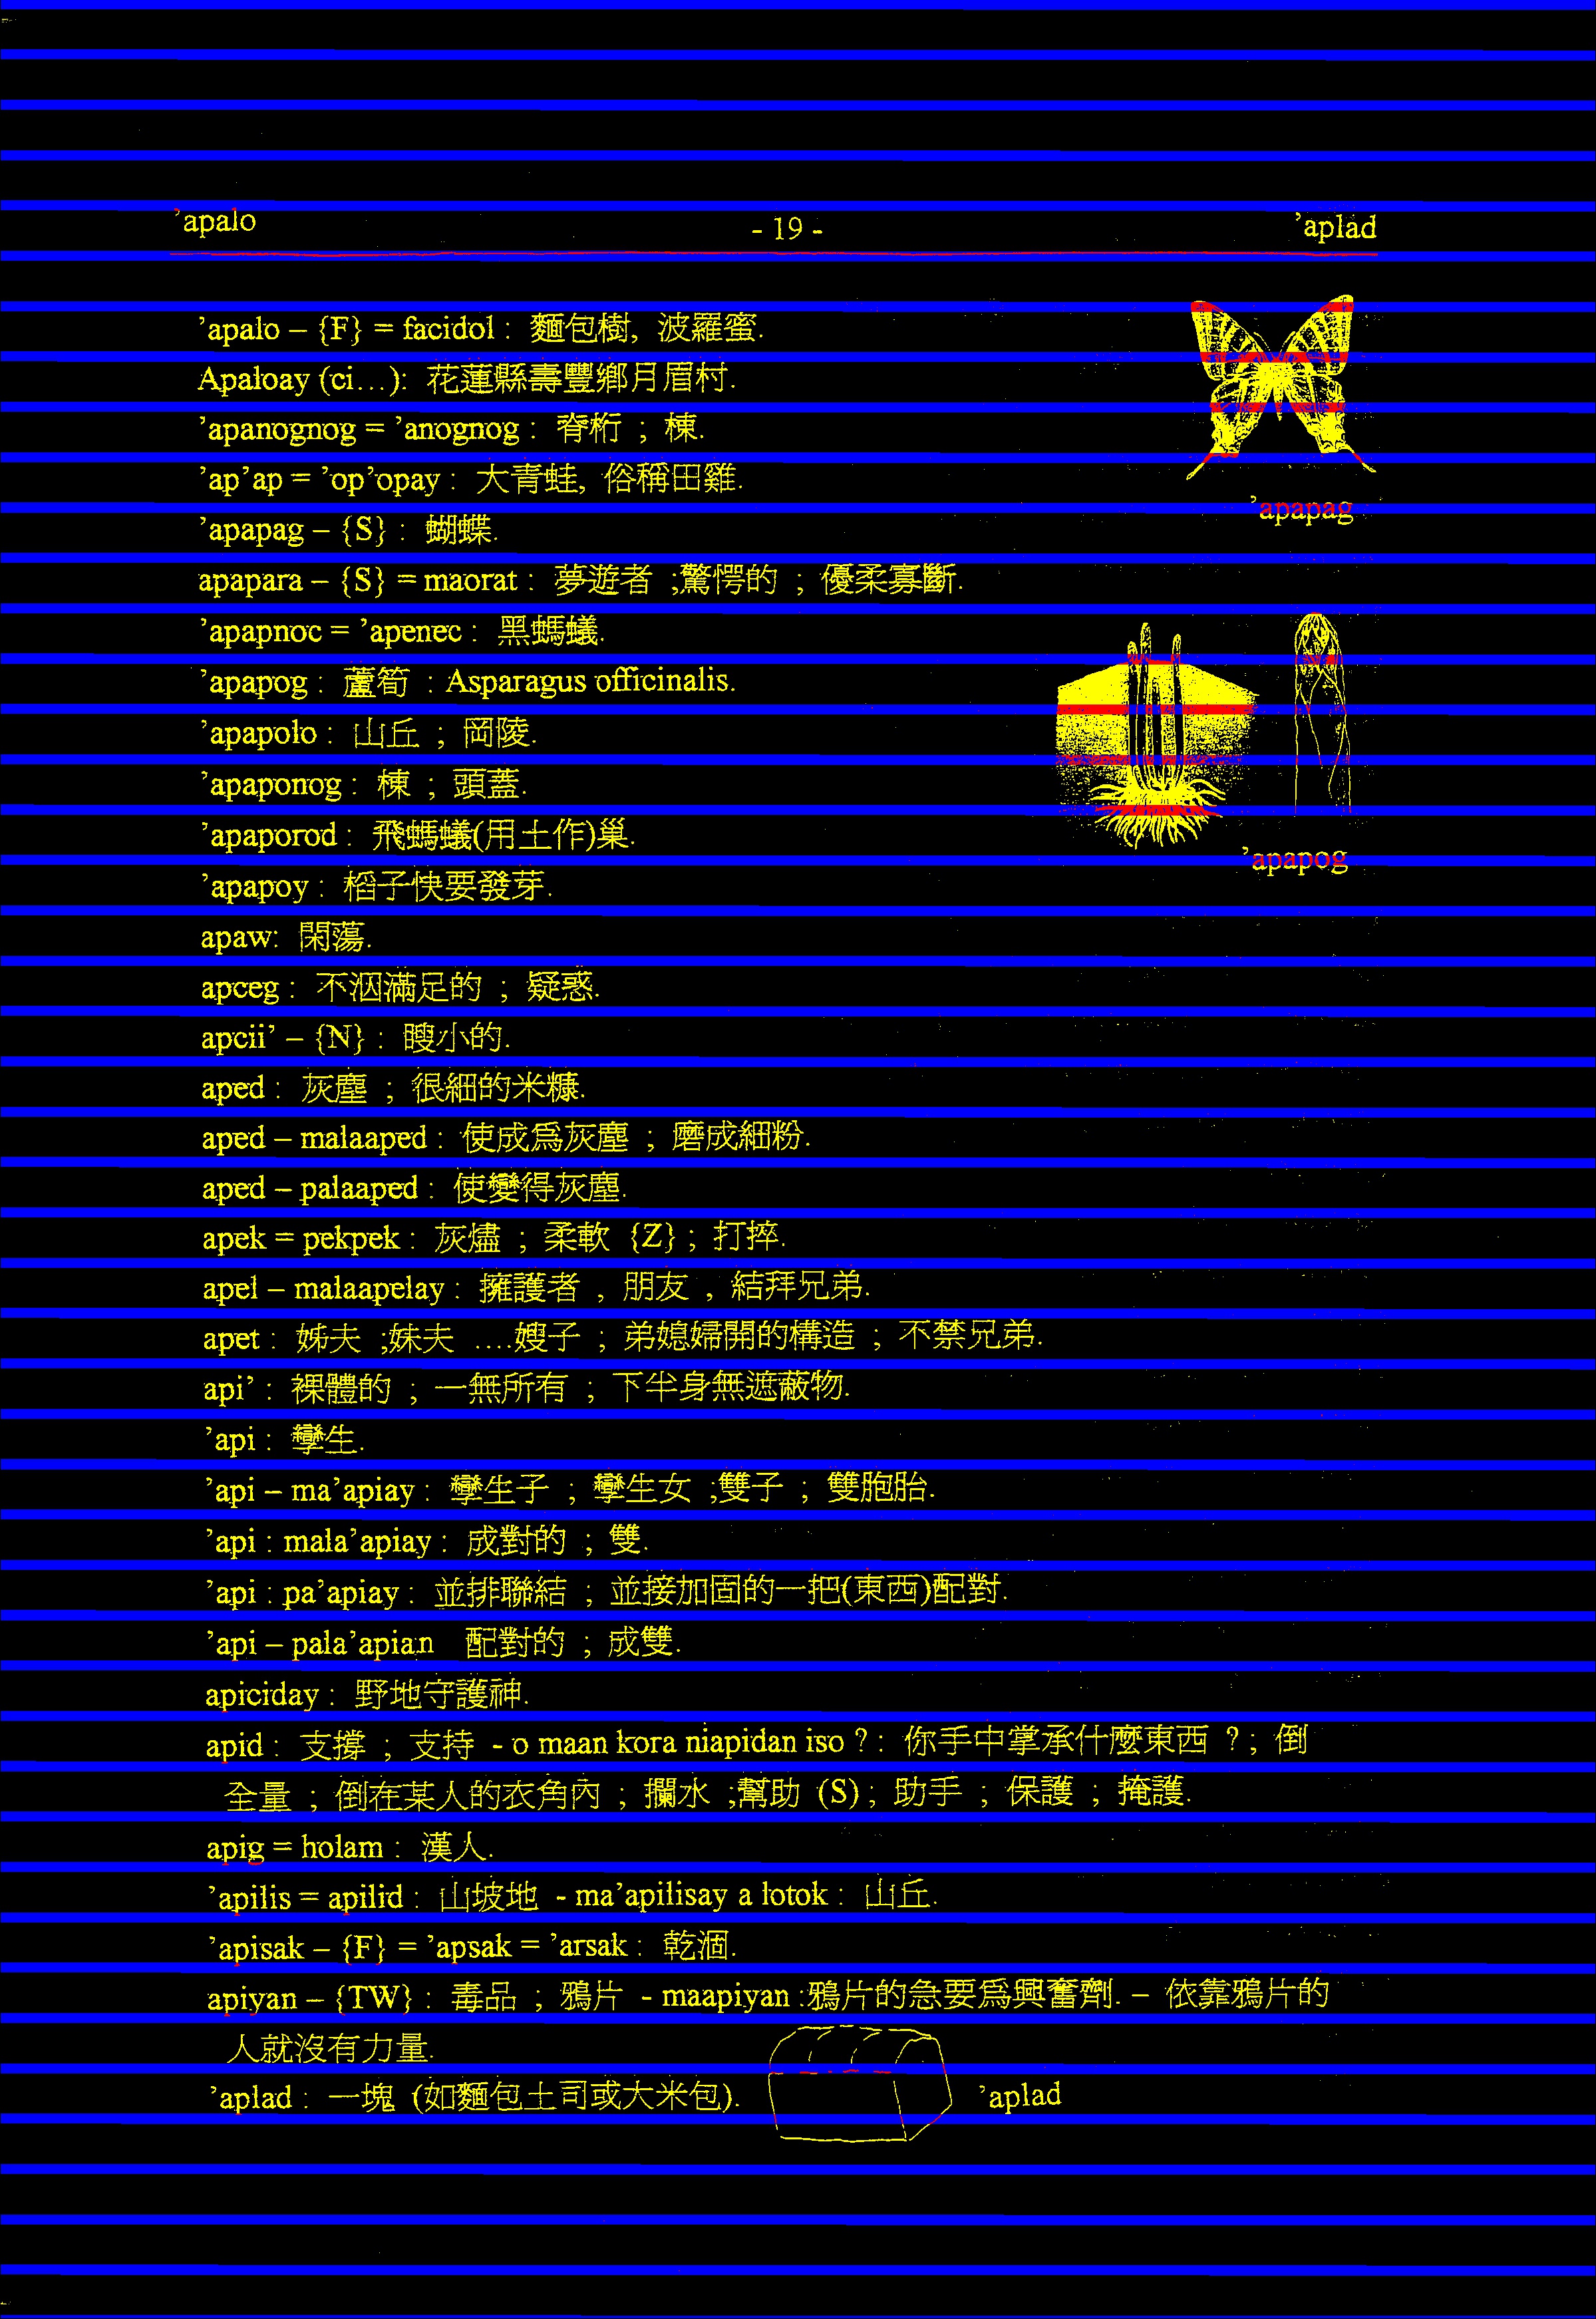 ’apalo
- 19 -
’aplad
’apalo – {F} = facidol : 麵包樹, 波羅蜜.
Apaloay (ci…): 花蓮縣壽豐鄉月眉村.
’apanognog = ’anognog : 脊桁 ; 棟.
’ap’ap = ’op’opay : 大青蛙, 俗稱田雞.
’apapag – {S} : 蝴蝶.
’apapag
apapara – {S} = maorat : 夢遊者 ;驚愕的 ; 優柔寡斷.
’apapnoc = ’apenec : 黑螞蟻.
’apapog : 蘆筍 : Asparagus officinalis.
’apapolo : 山丘 ; 岡陵.
’apaponog : 棟 ; 頭蓋.
’apaporod : 飛螞蟻(用土作)巢.
’apapog
’apapoy : 稻子快要發芽.
apaw: 閑蕩.
apceg : 不泅滿足的 ; 疑惑.
apcii’ – {N} : 瞍小的.
aped : 灰塵 ; 很細的米糠.
aped – malaaped : 使成爲灰塵 ; 磨成細粉.
aped – palaaped : 使變得灰塵.
apek = pekpek : 灰燼 ; 柔軟 {Z} ; 打捽.
apel – malaapelay : 擁護者 , 朋友 , 結拜兄弟.
apet : 姊夫 ;妹夫 ….嫂子 ; 弟媳婦開的構造 ; 不禁兄弟.
api’ : 裸體的 ; 一無所有 ; 下半身無遮蔽物.
’api : 孿生.
’api – ma’apiay : 孿生子 ; 孿生女 ;雙子 ; 雙胞胎.
’api : mala’apiay : 成對的 ; 雙.
’api : pa’apiay : 並排聯結 ; 並接加固的一把(東西)配對.
’api – pala’apian 配對的 ; 成雙.
apiciday : 野地守護神.
apid : 支撐 ; 支持 - o maan kora niapidan iso ? : 你手中掌承什麼東西 ? ; 倒
全量 ; 倒在某人的衣角內 ; 攔水 ;幫助 (S) ; 助手 ; 保護 ; 掩護.
apig = holam : 漢人.
’apilis = apilid : 山坡地 - ma’apilisay a lotok : 山丘.
’apisak – {F} = ’apsak = ’arsak : 乾涸.
apiyan – {TW} : 毒品 ; 鴉片 - maapiyan :鴉片的急要爲興奮劑. – 依靠鴉片的
人就沒有力量.
’aplad : 一塊 (如麵包土司或大米包).
’aplad